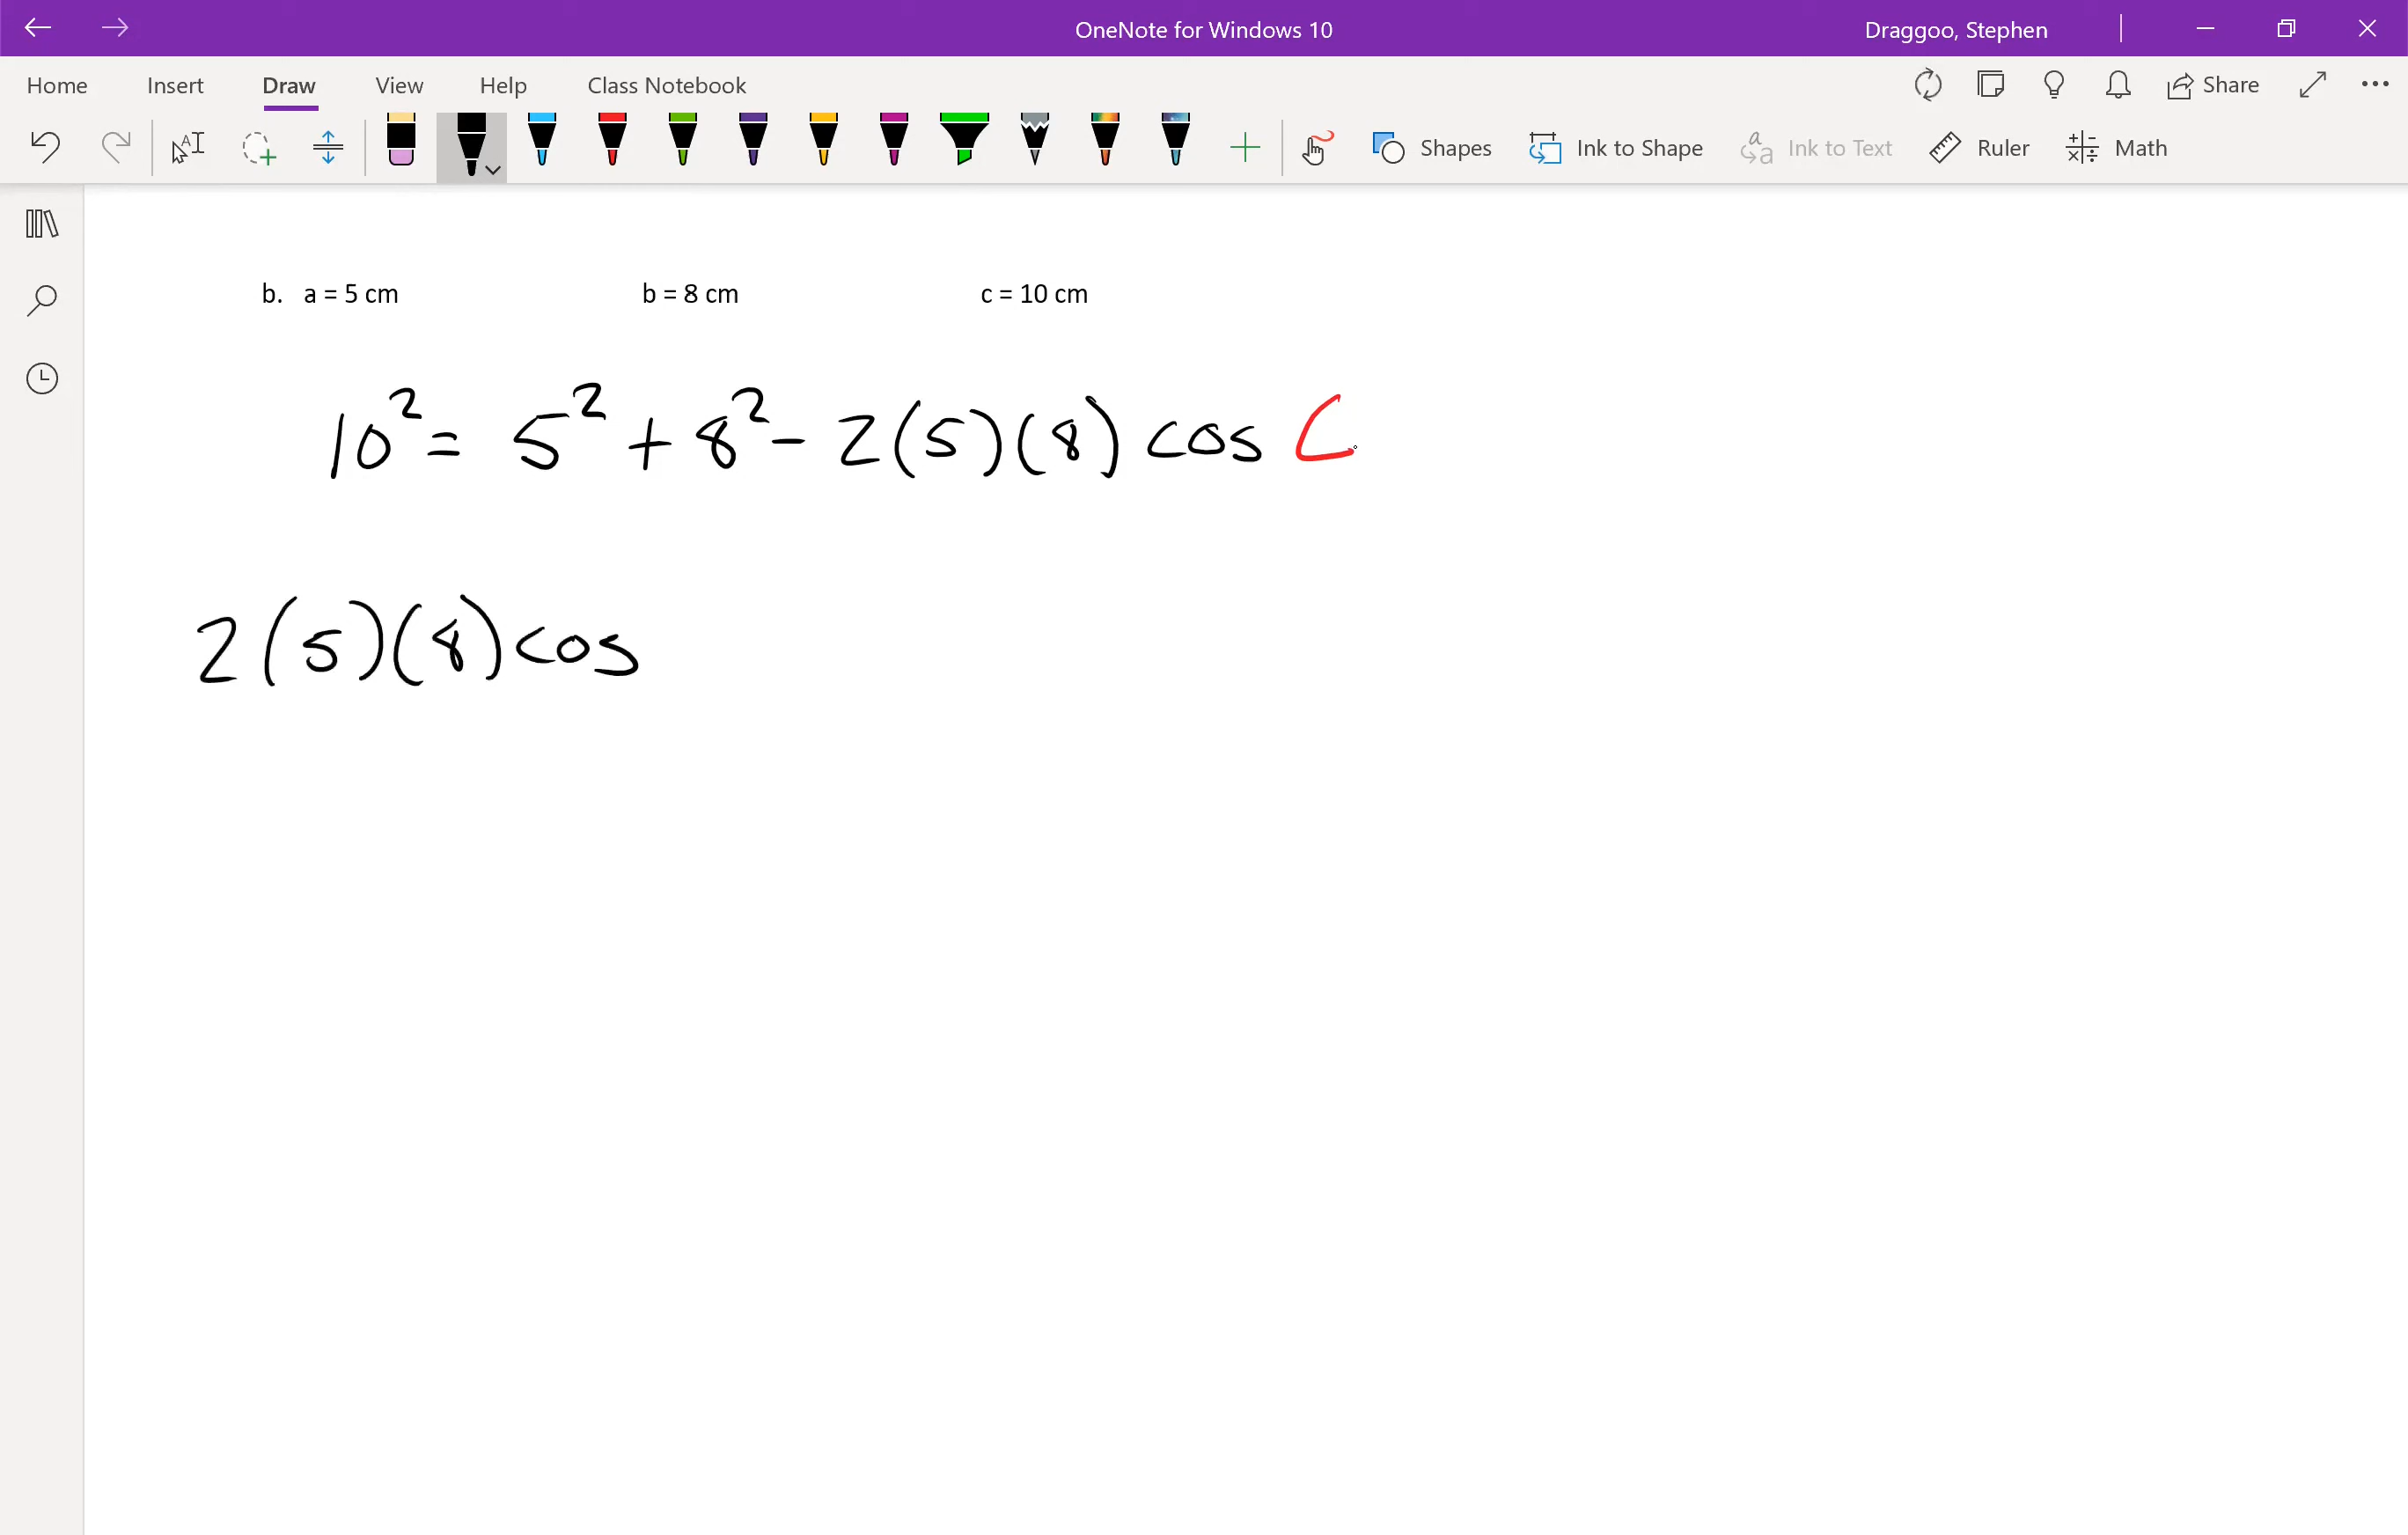 OneNote for Windows 10 Draggoo, Stephen
Home Insert Draw View Help Class Notebook Share
Shapes Ink to Shape Ink to Text Ruler Math
b. a = 5 cm b = 8 cm c = 10 cm
10² = 5² + 8² - 2(5)(8) cos C
2(5)(8) cos